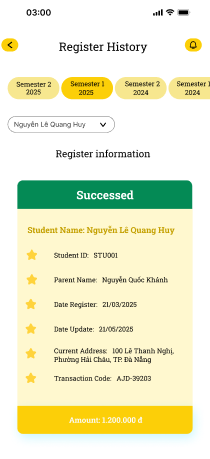 03:00
Register History
Semester 2 2025
Semester 1 2025
Semester 2 2024
Semester 1 2024
Nguyễn Lê Quang Huy
Register information
Successed
Student Name: Nguyễn Lê Quang Huy
Student ID: STU001
Parent Name: Nguyễn Quốc Khánh
Date Register: 21/03/2025
Date Update: 21/05/2025
Current Address: 100 Lê Thanh Nghị,
Phường Hải Châu, TP. Đà Nẵng
Transaction Code: AJD-39203
Amount: 1.200.000 đ